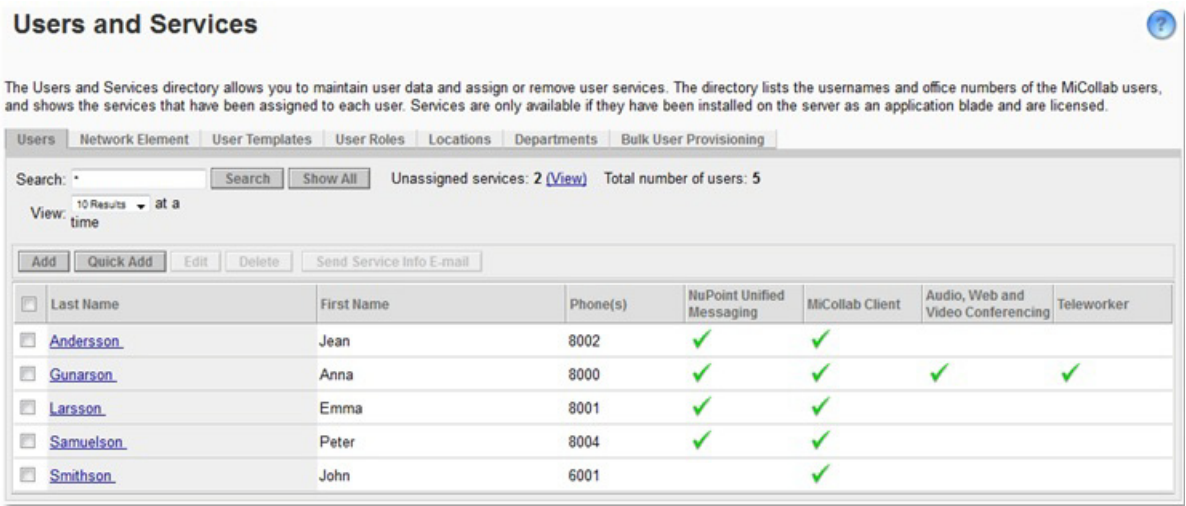 Users and Services
?
The Users and Services directory allows you to maintain user data and assign or remove user services. The directory lists the usernames and office numbers of the MiCollab users,
and shows the services that have been assigned to each user. Services are only available if they have been installed on the server as an application blade and are licensed.
Users Network Element User Templates User Roles Locations Departments Bulk User Provisioning
Search: * Search Show All Unassigned services: 2 (View) Total number of users: 5
View: 10 Results at a
time
Add Quick Add Edit Delete Send Service Info E-mail
Last Name First Name Phone(s) NuPoint Unified Messaging MiCollab Client Audio, Web and Video Conferencing Teleworker
Andersson Jean 8002
Gunarson Anna 8000
Larsson Emma 8001
Samuelson Peter 8004
Smithson John 6001